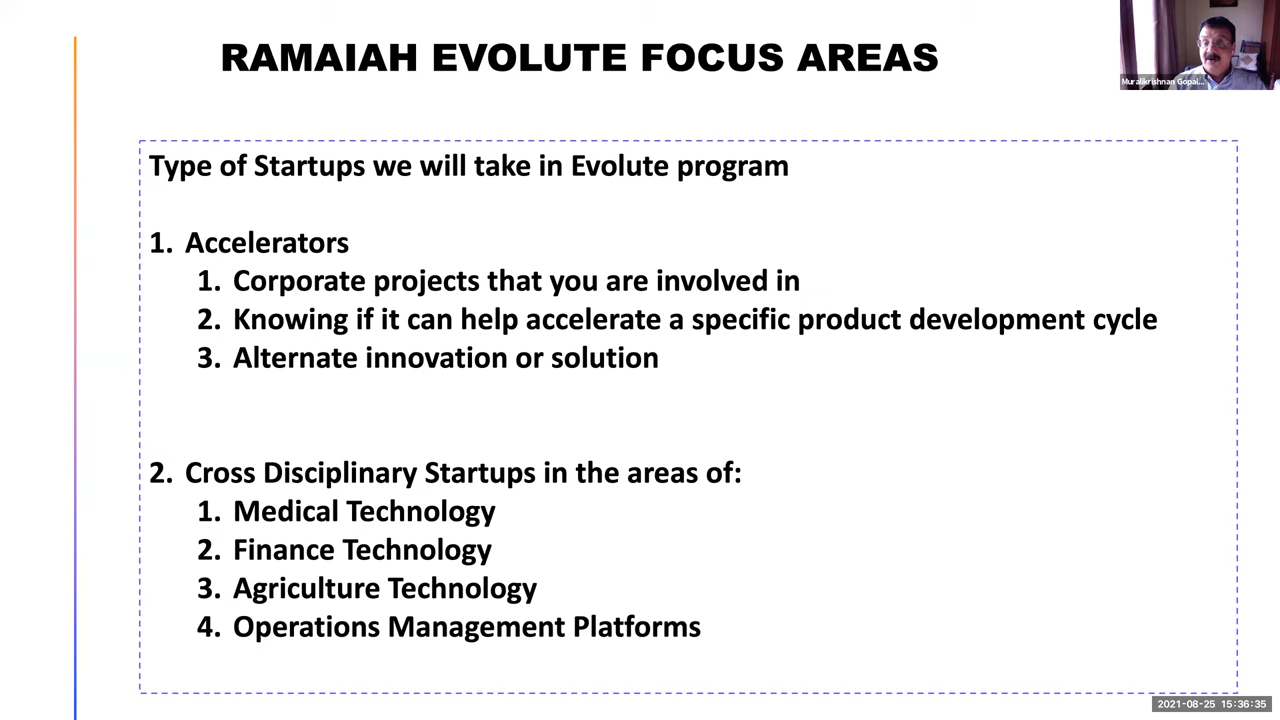 RAMAIAH EVOLUTE FOCUS AREAS
Muralikrishnan Gopal...
Type of Startups we will take in Evolute program
1. Accelerators
1. Corporate projects that you are involved in
2. Knowing if it can help accelerate a specific product development cycle
3. Alternate innovation or solution
2. Cross Disciplinary Startups in the areas of:
1. Medical Technology
2. Finance Technology
3. Agriculture Technology
4. Operations Management Platforms
2021-08-25 15:36:35